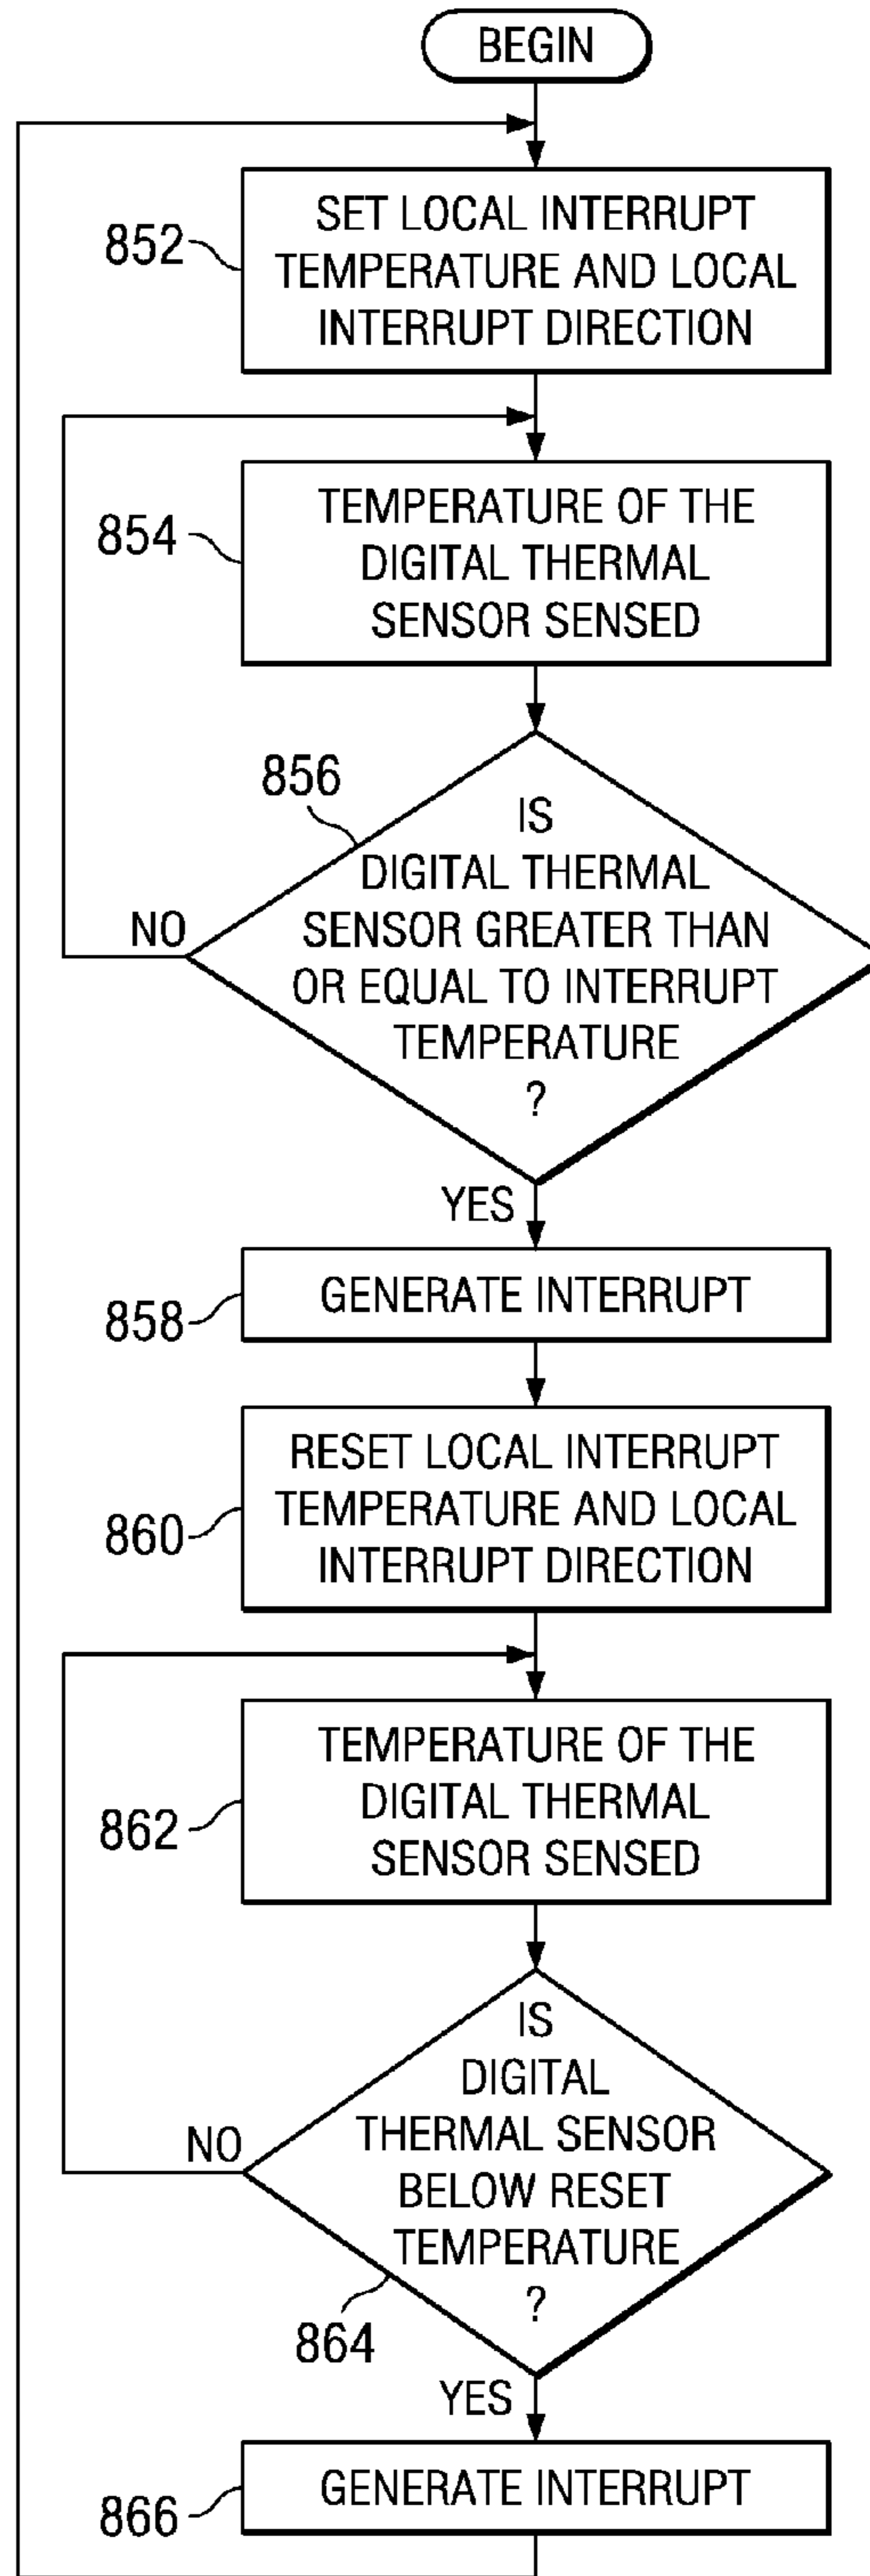 BEGIN
852
SET LOCAL INTERRUPT
TEMPERATURE AND LOCAL
INTERRUPT DIRECTION
854
TEMPERATURE OF THE
DIGITAL THERMAL
SENSOR SENSED
856
IS
DIGITAL THERMAL
SENSOR GREATER THAN
OR EQUAL TO INTERRUPT
TEMPERATURE
?
NO
YES
858
GENERATE INTERRUPT
860
RESET LOCAL INTERRUPT
TEMPERATURE AND LOCAL
INTERRUPT DIRECTION
862
TEMPERATURE OF THE
DIGITAL THERMAL
SENSOR SENSED
IS
DIGITAL
THERMAL SENSOR
BELOW RESET
TEMPERATURE
?
NO
864
YES
866
GENERATE INTERRUPT